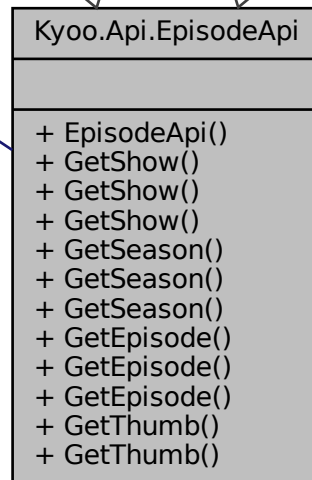 Kyoo.Api.EpisodeApi
+ EpisodeApi()
+ GetShow()
+ GetShow()
+ GetShow()
+ GetSeason()
+ GetSeason()
+ GetSeason()
+ GetEpisode()
+ GetEpisode()
+ GetEpisode()
+ GetThumb()
+ GetThumb()